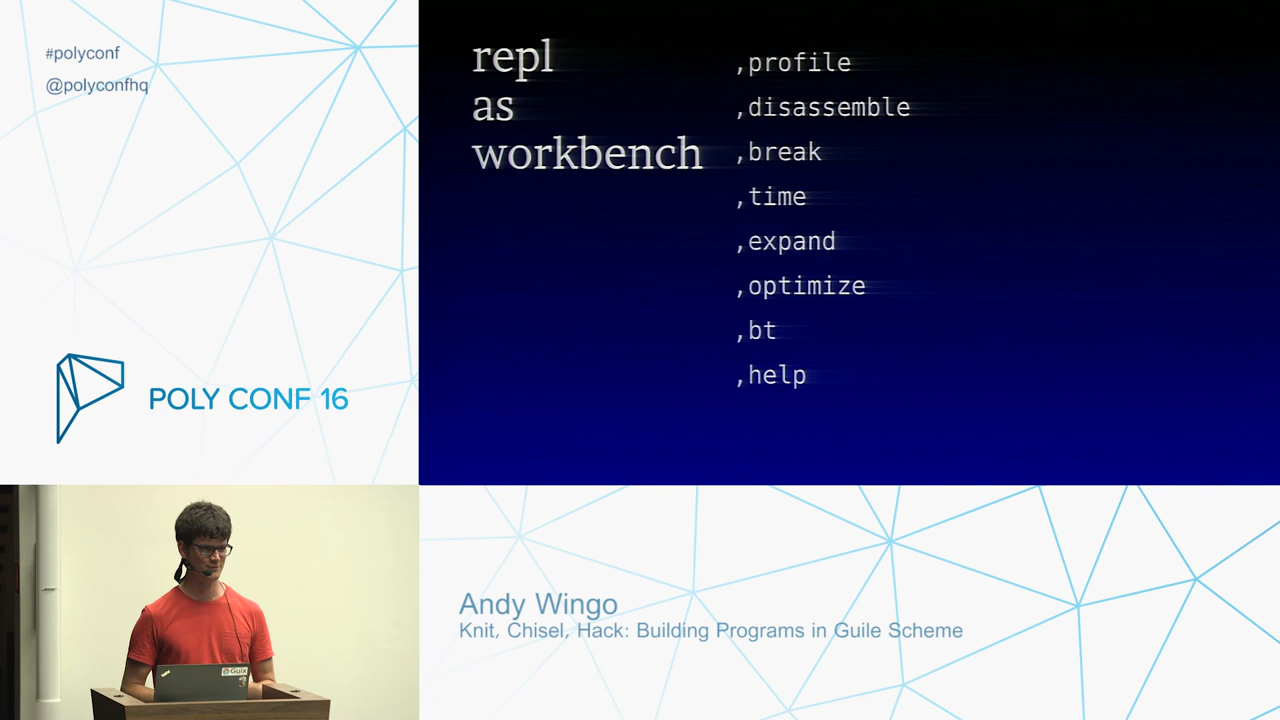 #polyconf
@polyconfhq
POLY CONF 16
repl
as
workbench
,profile
,disassemble
,break
,time
,expand
,optimize
,bt
,help
Guix
Andy Wingo
Knit, Chisel, Hack: Building Programs in Guile Scheme